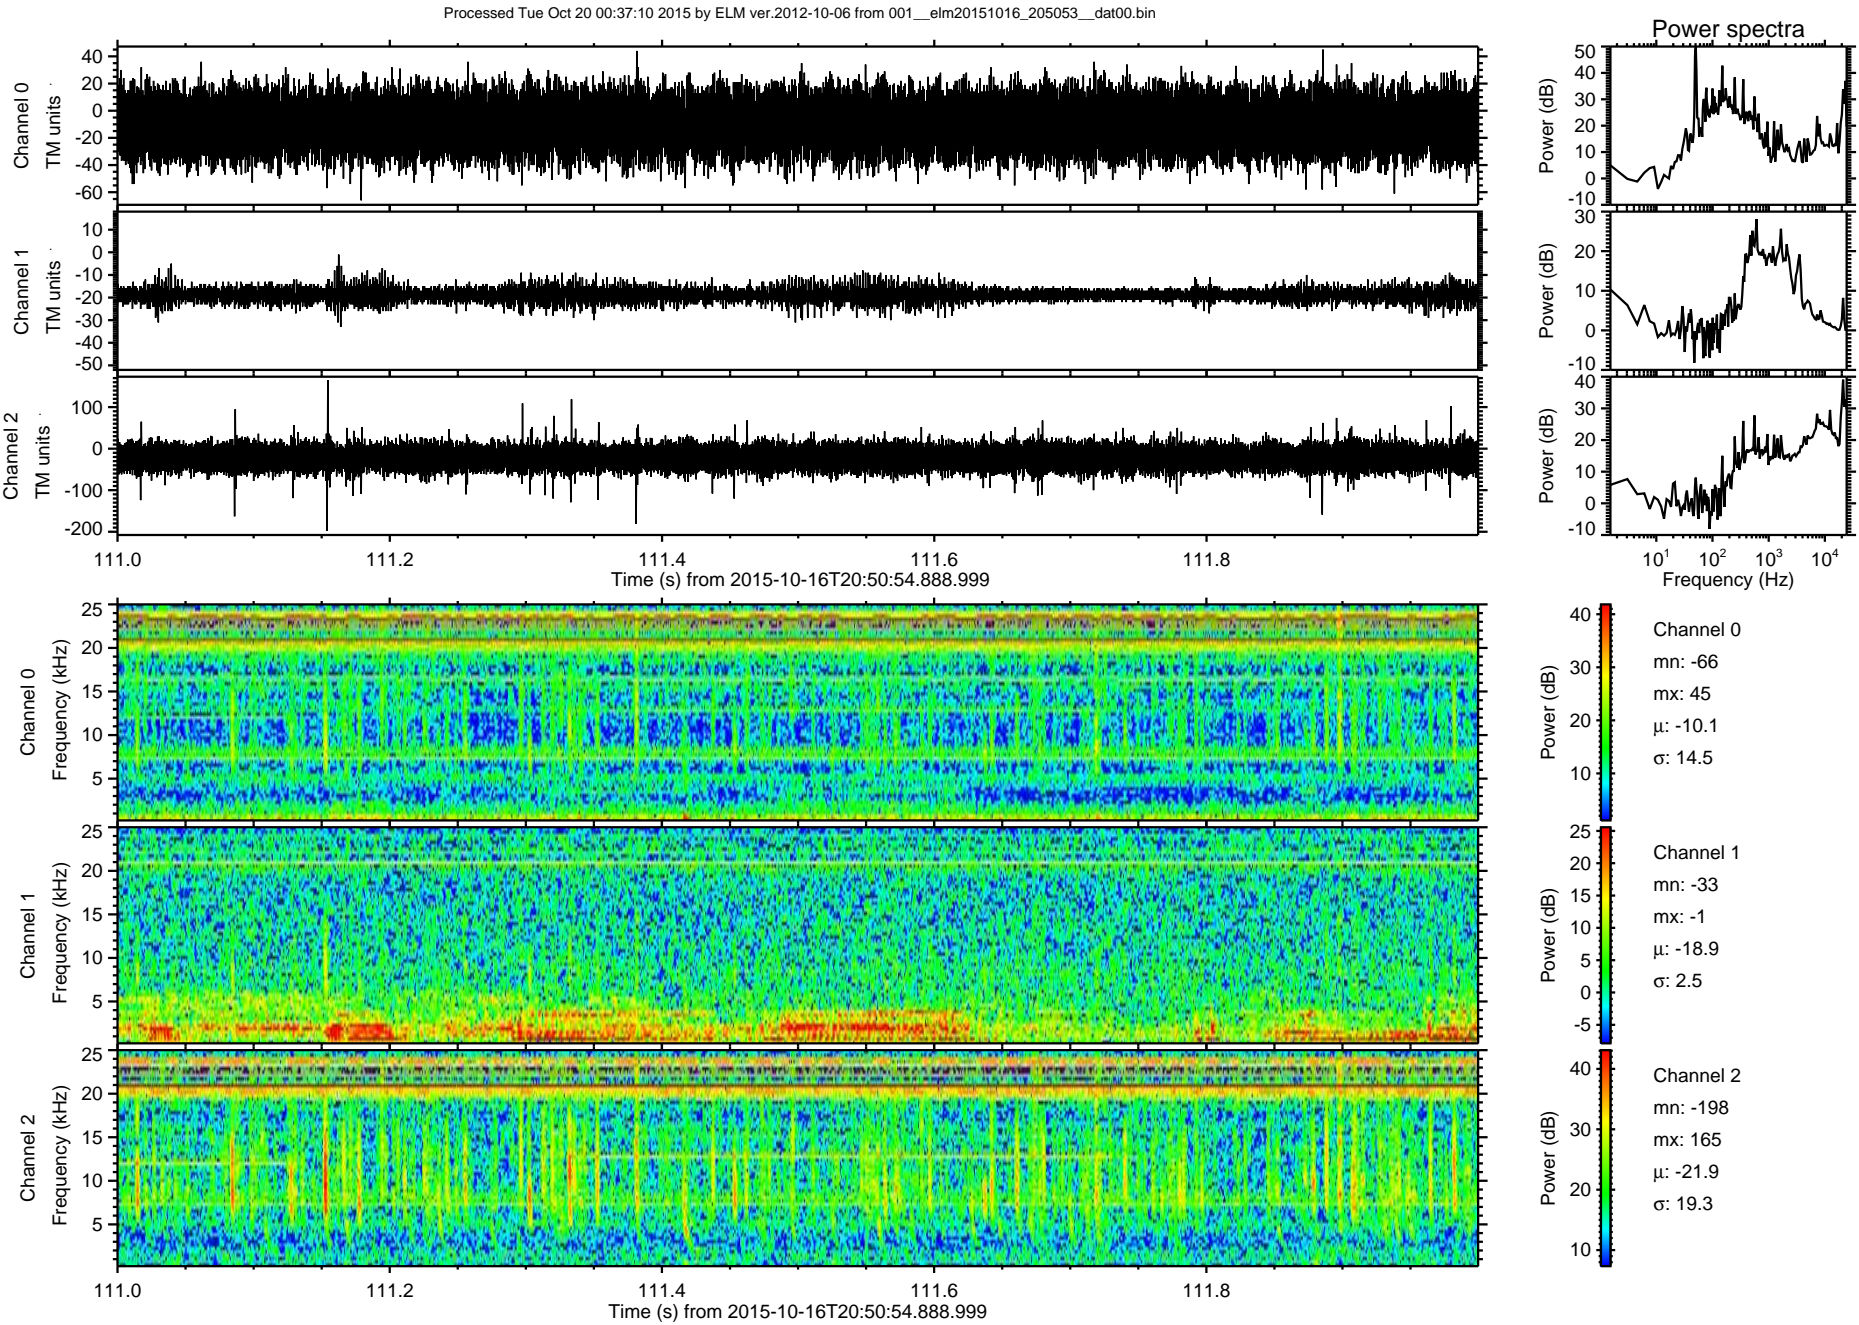 Processed Tue Oct 20 00:37:10 2015 by ELM ver.2012-10-06 from 001__elm20151016_205053__dat00.bin
Power spectra
Channel 0
TM units
40
20
0
-20
-40
-60
Power (dB)
50
40
30
20
10
0
-10
Channel 1
TM units
10
0
-10
-20
-30
-40
-50
Power (dB)
30
20
10
0
-10
Channel 2
TM units
100
0
-100
-200
Power (dB)
40
30
20
10
0
-10
111.0 111.2 111.4 111.6 111.8
Time (s) from 2015-10-16T20:50:54.888.999
10^1 10^2 10^3 10^4
Frequency (Hz)
Channel 0
Frequency (kHz)
25
20
15
10
5
Power (dB)
40
30
20
10
Channel 0
mn: -66
mx: 45
µ: -10.1
σ: 14.5
Channel 1
Frequency (kHz)
25
20
15
10
5
Power (dB)
25
20
15
10
5
0
-5
Channel 1
mn: -33
mx: -1
µ: -18.9
σ: 2.5
Channel 2
Frequency (kHz)
25
20
15
10
5
Power (dB)
40
30
20
10
Channel 2
mn: -198
mx: 165
µ: -21.9
σ: 19.3
111.0 111.2 111.4 111.6 111.8
Time (s) from 2015-10-16T20:50:54.888.999